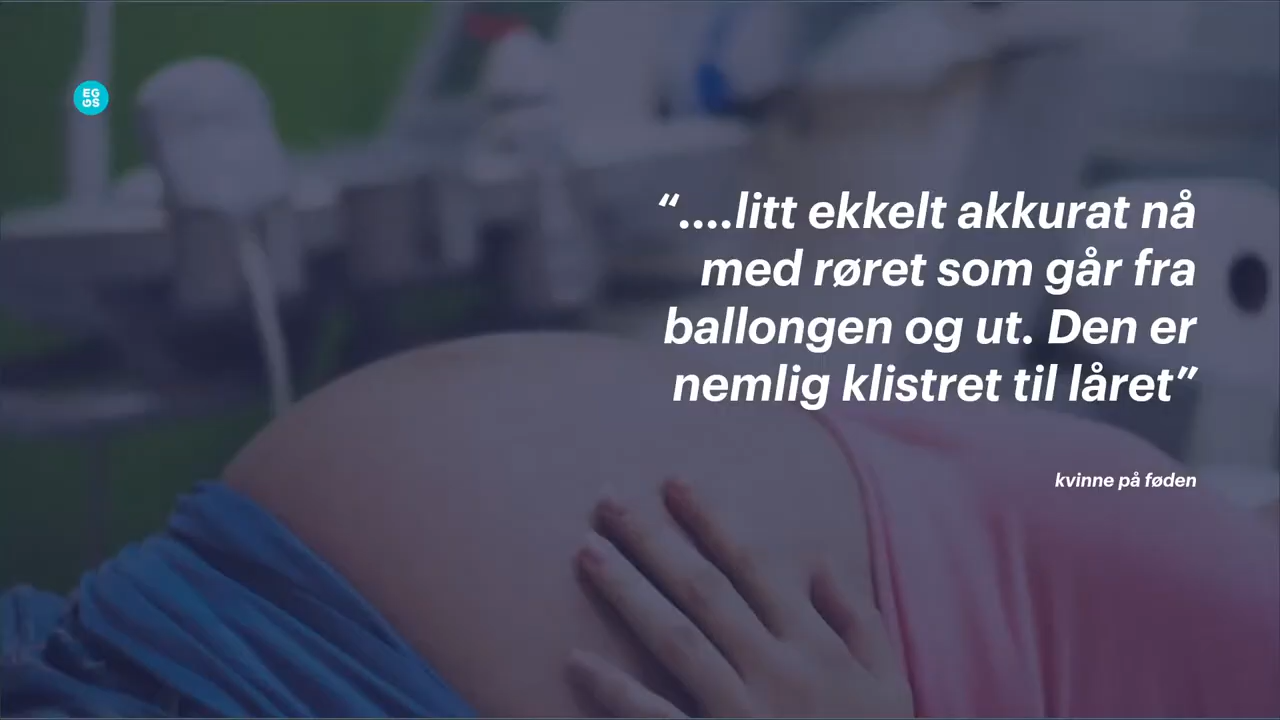 EG
GS
“....litt ekkelt akkurat nå
med røret som går fra
ballongen og ut. Den er
nemlig klistret til låret”
kvinne på føden